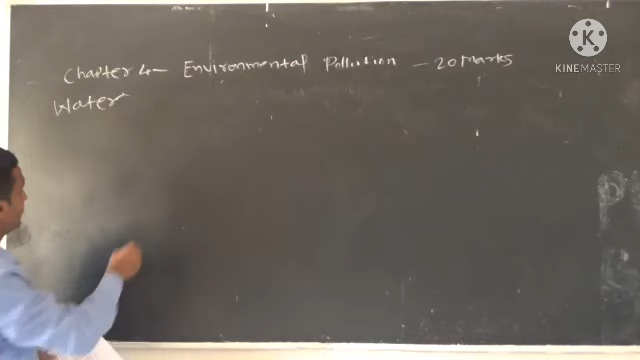 Chapter 4 - Environmental Pollution - 20 Marks
Water
KINEMASTER